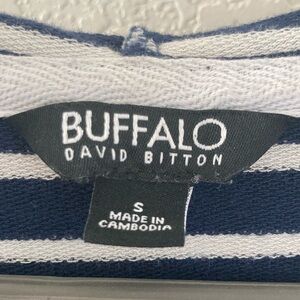 BUFFALO
DAVID BITTON
S
MADE IN
CAMBODIA